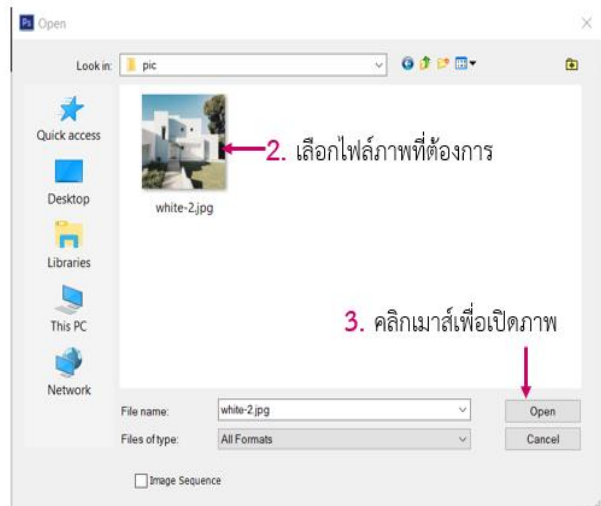 Ps Open
Look in: pic
Quick access
Desktop
Libraries
This PC
Network
2. เลือกไฟล์ภาพที่ต้องการ
white-2.jpg
3. คลิกเมาส์เพื่อเปิดภาพ
File name: white-2.jpg Open
Files of type: All Formats Cancel
Image Sequence